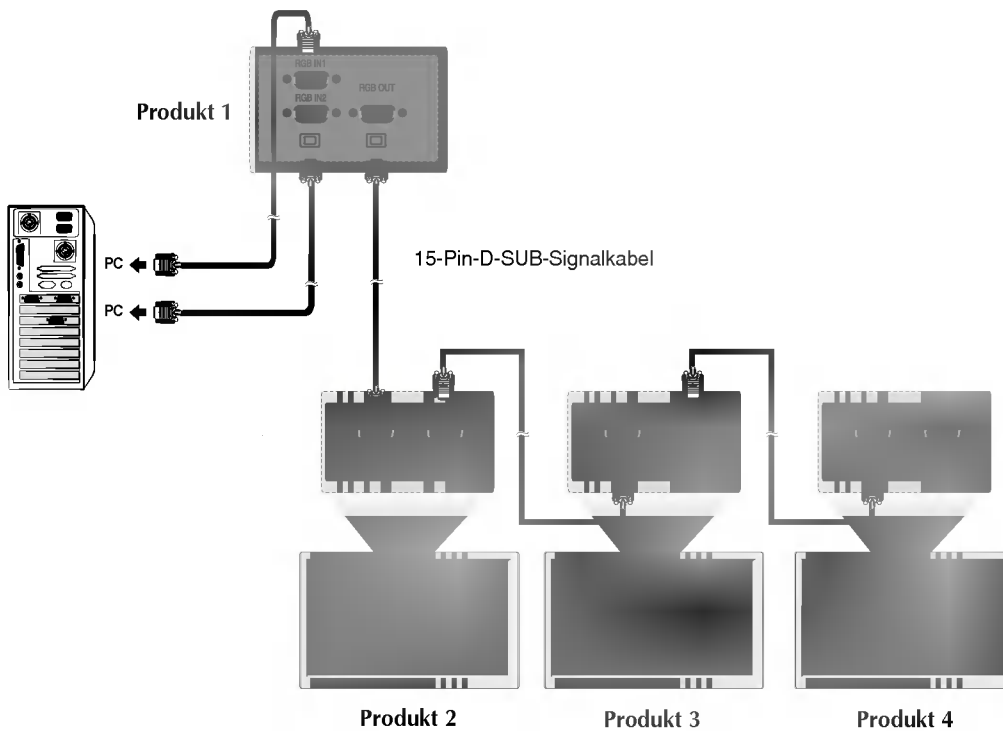 RGB IN1
RGB IN2
RGB OUT
Produkt 1
PC
PC
15-Pin-D-SUB-Signalkabel
Produkt 2
Produkt 3
Produkt 4